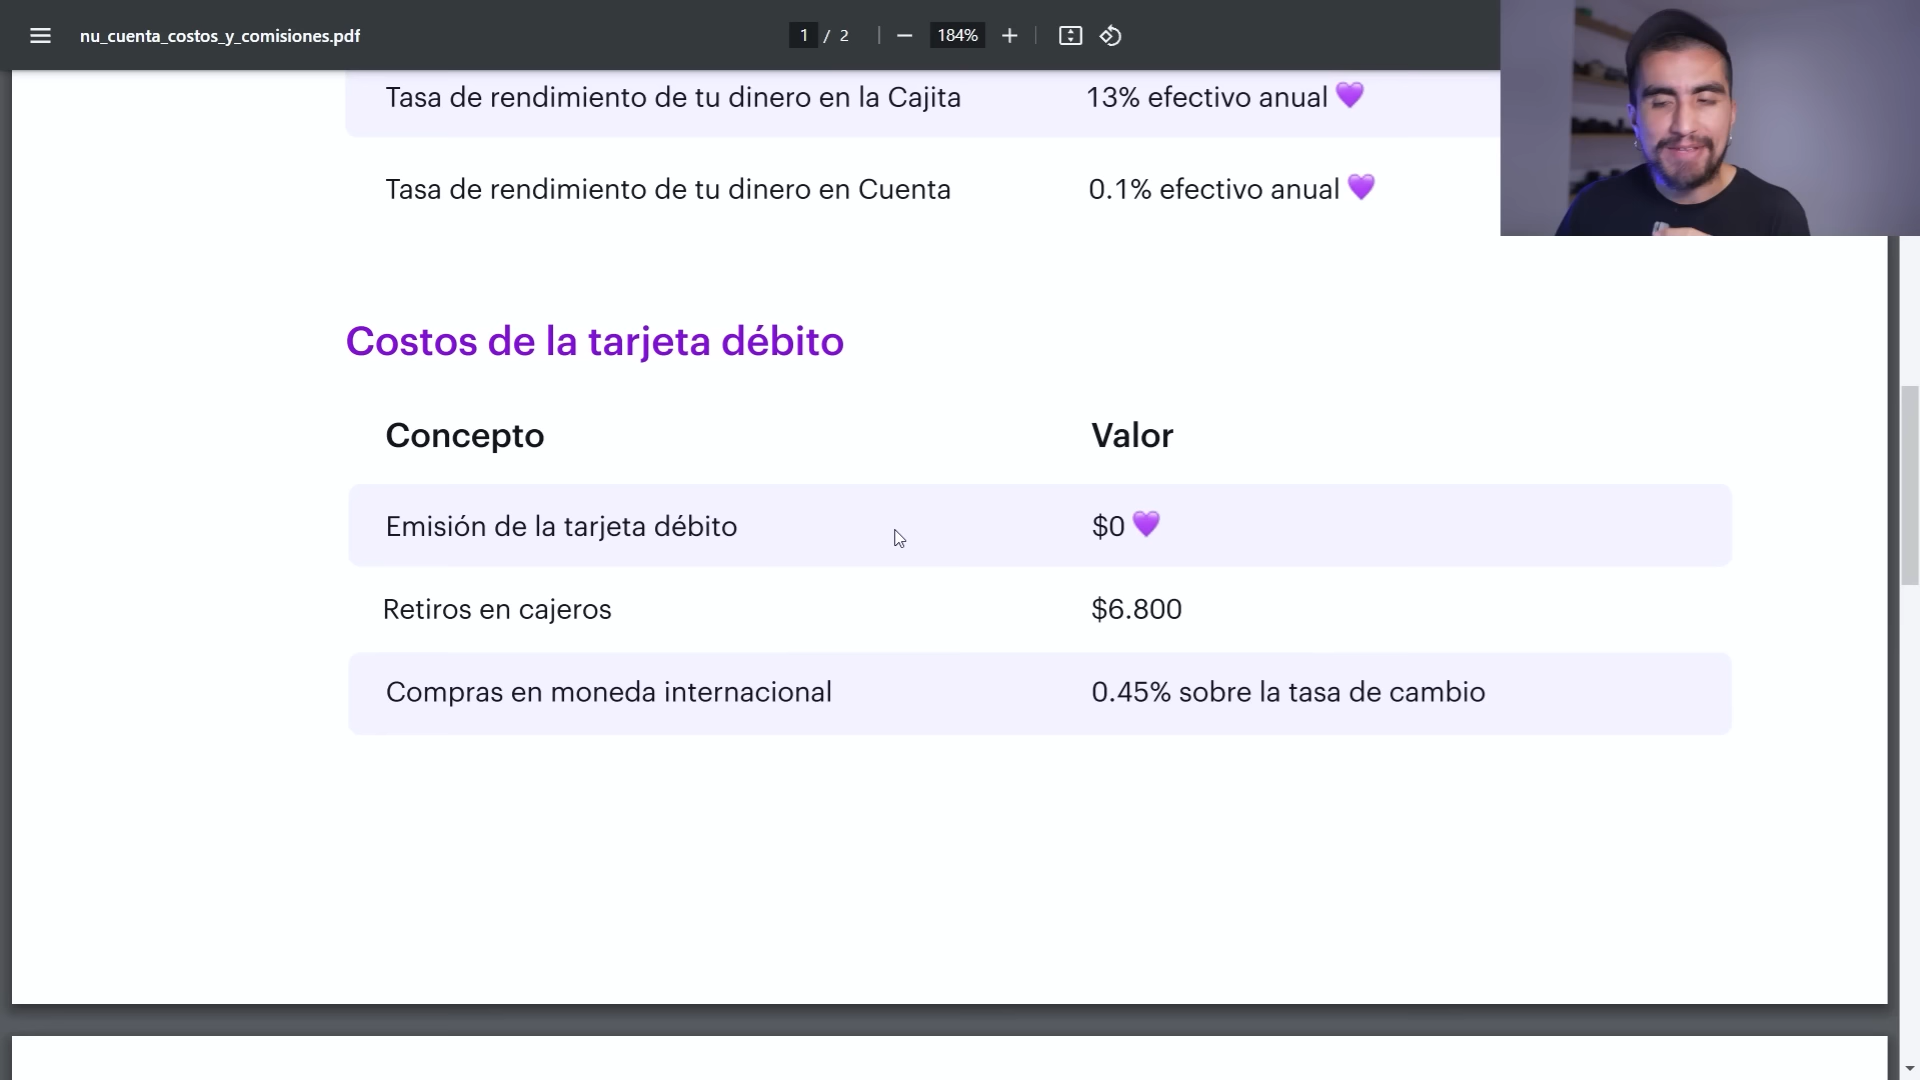 nu_cuenta_costos_y_comisiones.pdf
1 / 2
184%
Tasa de rendimiento de tu dinero en la Cajita 13% efectivo anual 💜
Tasa de rendimiento de tu dinero en Cuenta 0.1% efectivo anual 💜
Costos de la tarjeta débito
Concepto Valor
Emisión de la tarjeta débito $0 💜
Retiros en cajeros $6.800
Compras en moneda internacional 0.45% sobre la tasa de cambio